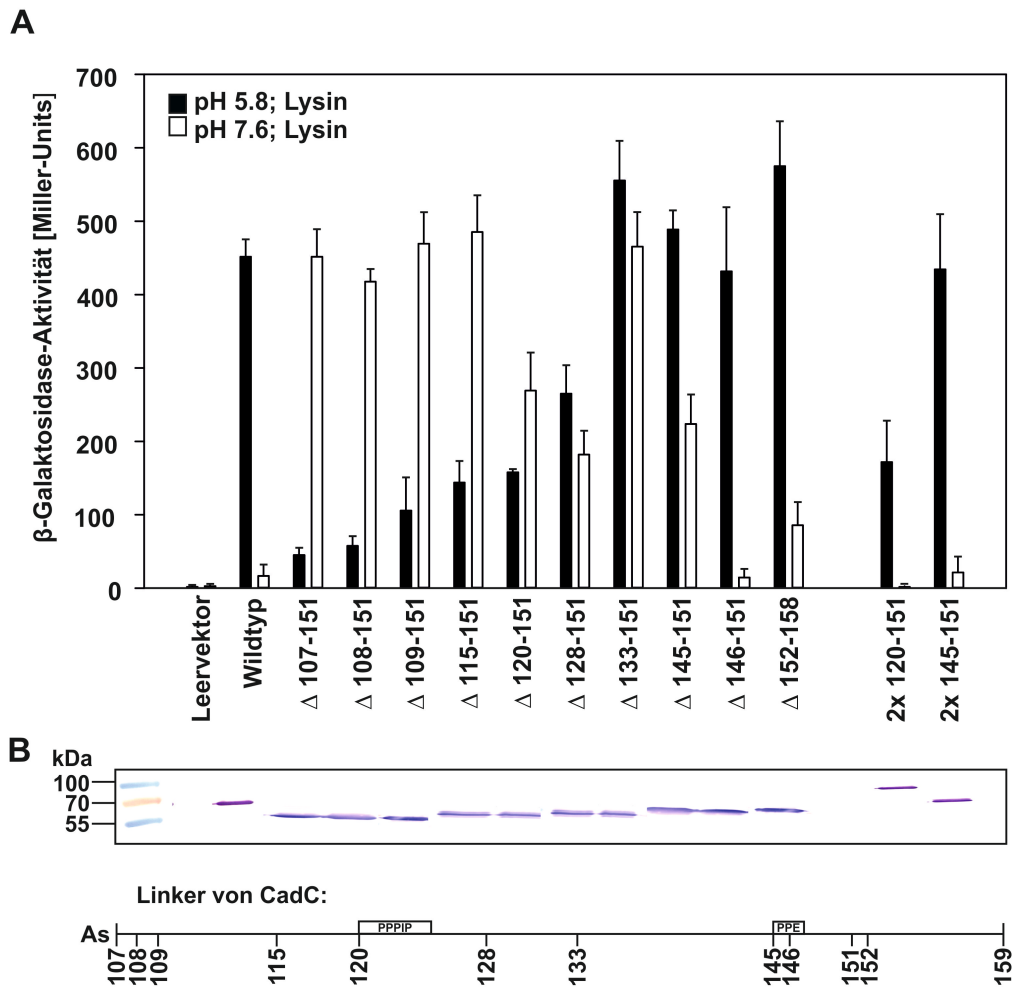 A
700
600
500
400
300
200
100
0
β-Galaktosidase-Aktivität [Miller-Units]
pH 5.8; Lysin
pH 7.6; Lysin
Leervektor
Wildtyp
Δ 107-151
Δ 108-151
Δ 109-151
Δ 115-151
Δ 120-151
Δ 128-151
Δ 133-151
Δ 145-151
Δ 146-151
Δ 152-158
2x 120-151
2x 145-151
B
kDa
100
70
55
Linker von CadC:
PPPIP
PPE
As
107
108
109
115
120
128
133
145
146
151
152
159